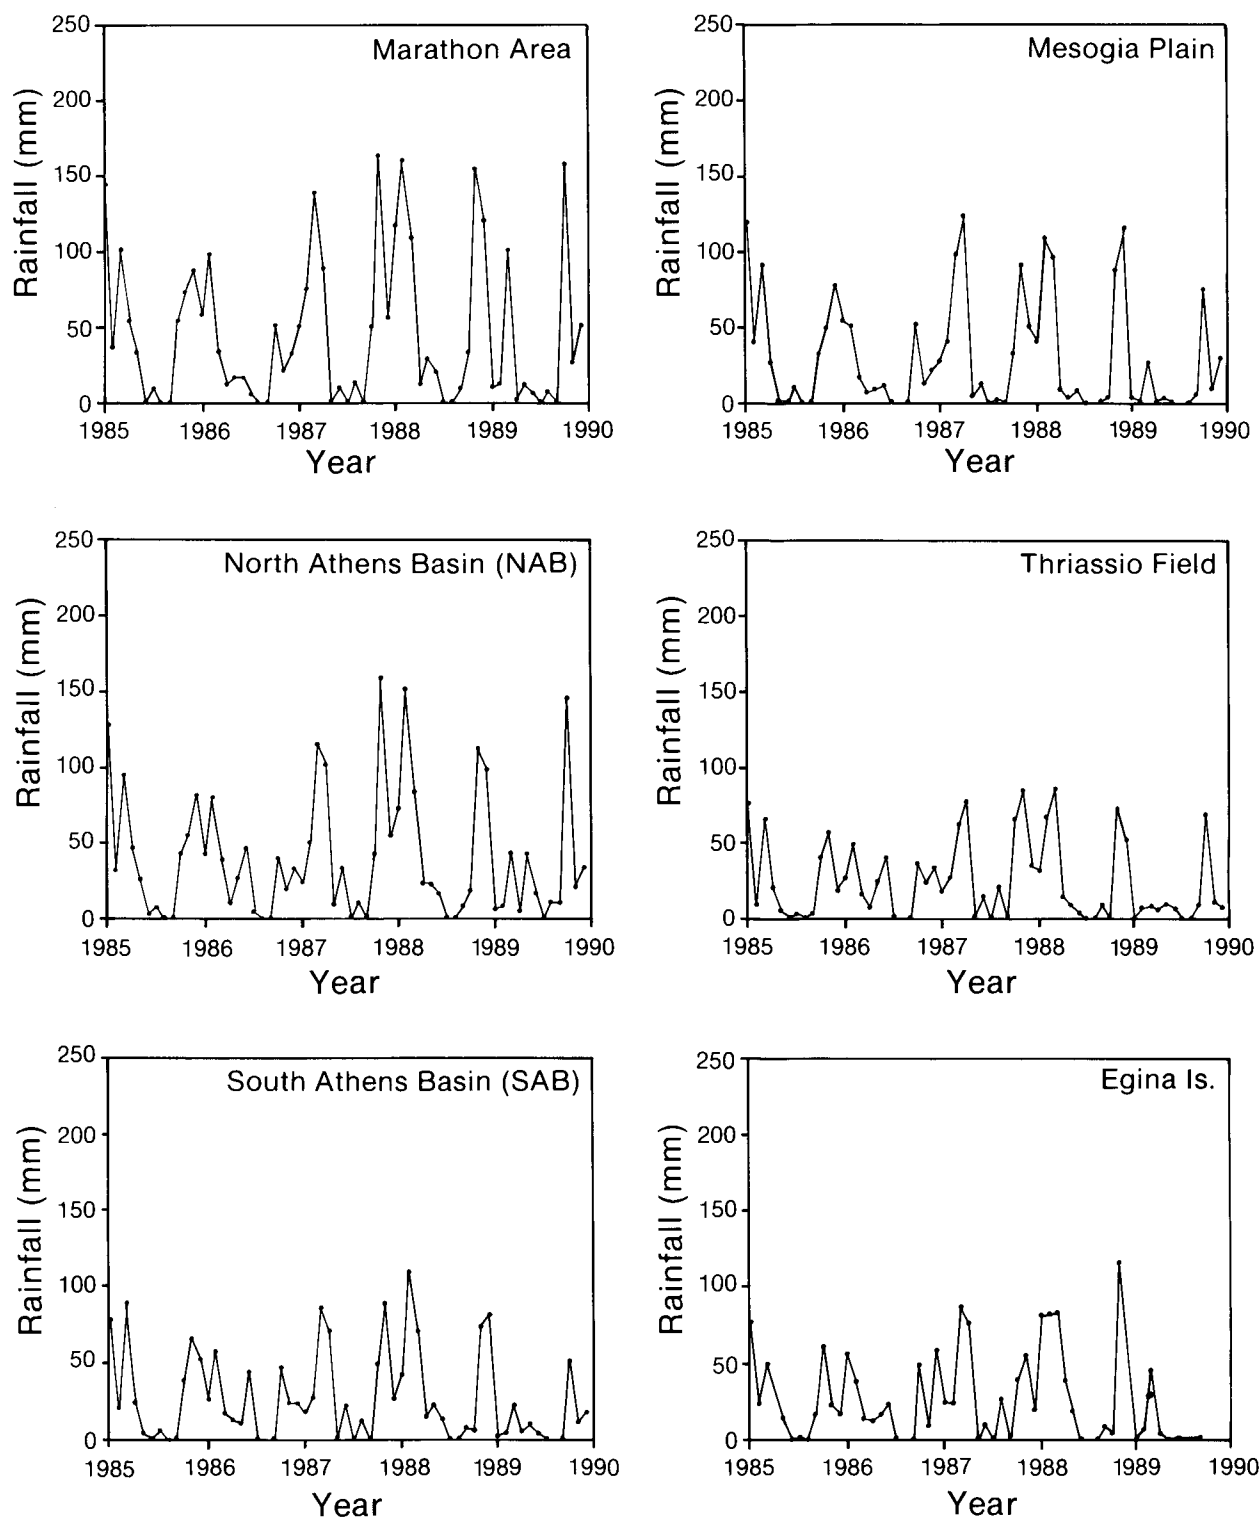 250
Marathon Area
200
150
100
50
0
Rainfall (mm)
1985 1986 1987 1988 1989 1990
Year
250
Mesogia Plain
200
150
100
50
0
Rainfall (mm)
1985 1986 1987 1988 1989 1990
Year
250
North Athens Basin (NAB)
200
150
100
50
0
Rainfall (mm)
1985 1986 1987 1988 1989 1990
Year
250
Thriassio Field
200
150
100
50
0
Rainfall (mm)
1985 1986 1987 1988 1989 1990
Year
250
South Athens Basin (SAB)
200
150
100
50
0
Rainfall (mm)
1985 1986 1987 1988 1989 1990
Year
250
Egina Is.
200
150
100
50
0
Rainfall (mm)
1985 1986 1987 1988 1989 1990
Year